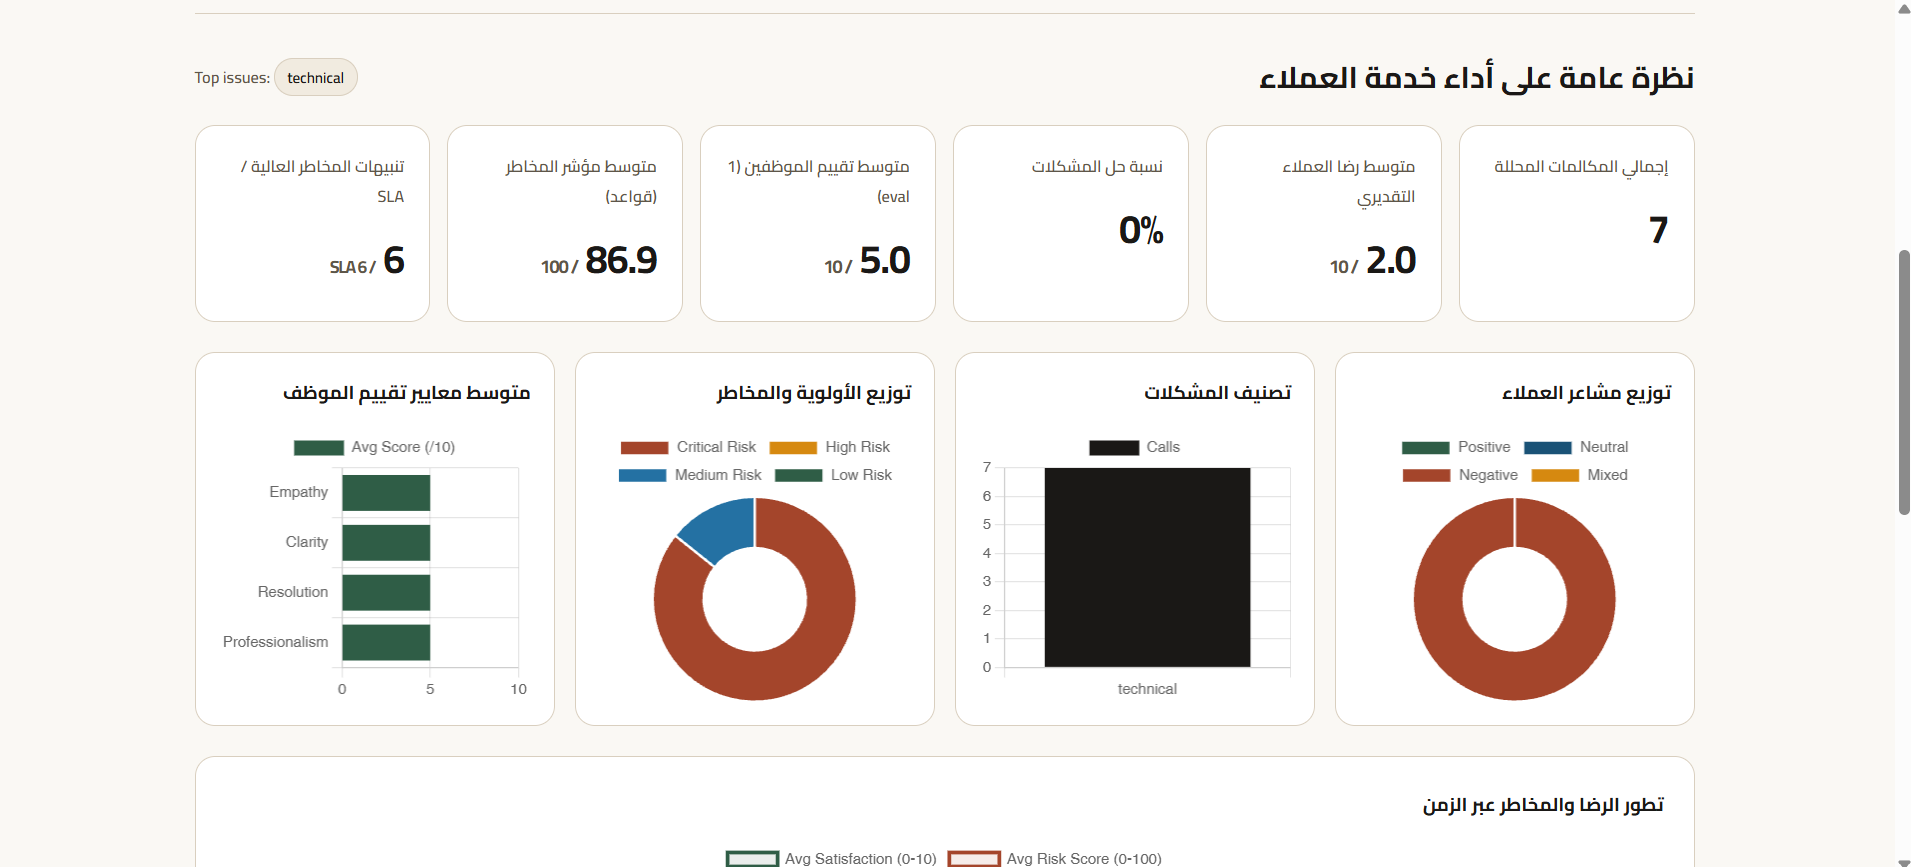 نظرة عامة على أداء خدمة العملاء
Top issues: technical
إجمالي المكالمات المحللة
7
متوسط رضا العملاء
التقديري
2.0 / 10
نسبة حل المشكلات
0%
متوسط تقييم الموظفين (1
eval)
5.0 / 10
متوسط مؤشر المخاطر
(قواعد)
86.9 / 100
تنبيهات المخاطر العالية /
SLA
6 / SLA 6
توزيع مشاعر العملاء
Positive Neutral
Negative Mixed
تصنيف المشكلات
Calls
7
6
5
4
3
2
1
0
technical
توزيع الأولوية والمخاطر
Critical Risk High Risk
Medium Risk Low Risk
متوسط معايير تقييم الموظف
Avg Score (/10)
Empathy
Clarity
Resolution
Professionalism
0 5 10
تطور الرضا والمخاطر عبر الزمن
Avg Satisfaction (0-10) Avg Risk Score (0-100)